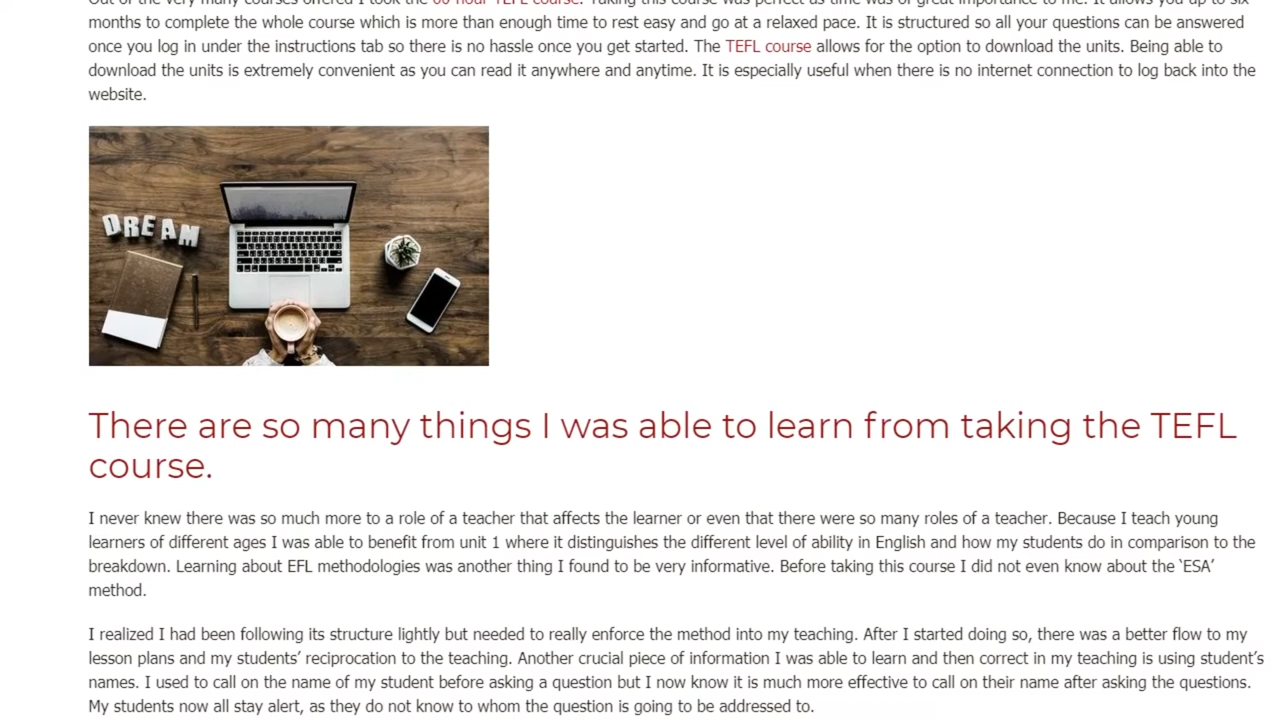 months to complete the whole course which is more than enough time to rest easy and go at a relaxed pace. It is structured so all your questions can be answered
once you log in under the instructions tab so there is no hassle once you get started. The TEFL course allows for the option to download the units. Being able to
download the units is extremely convenient as you can read it anywhere and anytime. It is especially useful when there is no internet connection to log back into the
website.
DREAM
There are so many things I was able to learn from taking the TEFL
course.
I never knew there was so much more to a role of a teacher that affects the learner or even that there were so many roles of a teacher. Because I teach young
learners of different ages I was able to benefit from unit 1 where it distinguishes the different level of ability in English and how my students do in comparison to the
breakdown. Learning about EFL methodologies was another thing I found to be very informative. Before taking this course I did not even know about the ‘ESA’
method.
I realized I had been following its structure lightly but needed to really enforce the method into my teaching. After I started doing so, there was a better flow to my
lesson plans and my students’ reciprocation to the teaching. Another crucial piece of information I was able to learn and then correct in my teaching is using student’s
names. I used to call on the name of my student before asking a question but I now know it is much more effective to call on their name after asking the questions.
My students now all stay alert, as they do not know to whom the question is going to be addressed to.